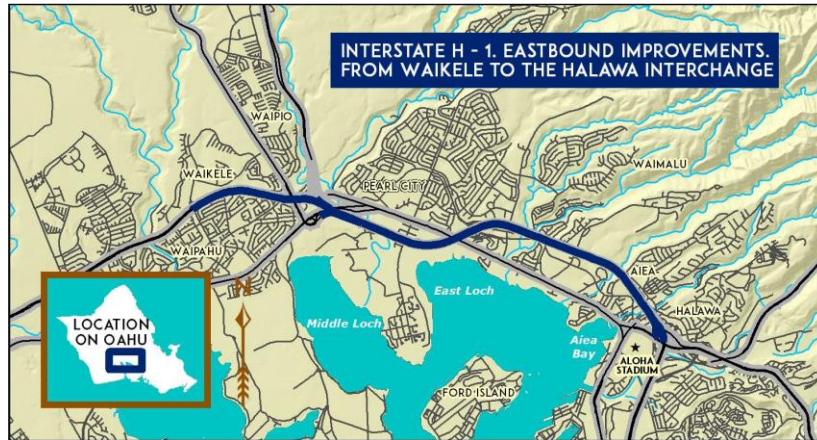 INTERSTATE H - 1. EASTBOUND IMPROVEMENTS.
FROM WAIKELE TO THE HALAWA INTERCHANGE
WAIPIO
WAIKELE
PEARL CITY
WAIMALU
WAIPAHU
AIEA
N
East Loch
HALAWA
LOCATION
ON OAHU
Middle Loch
Aiea
Bay
ALOHA
STADIUM
FORD ISLAND